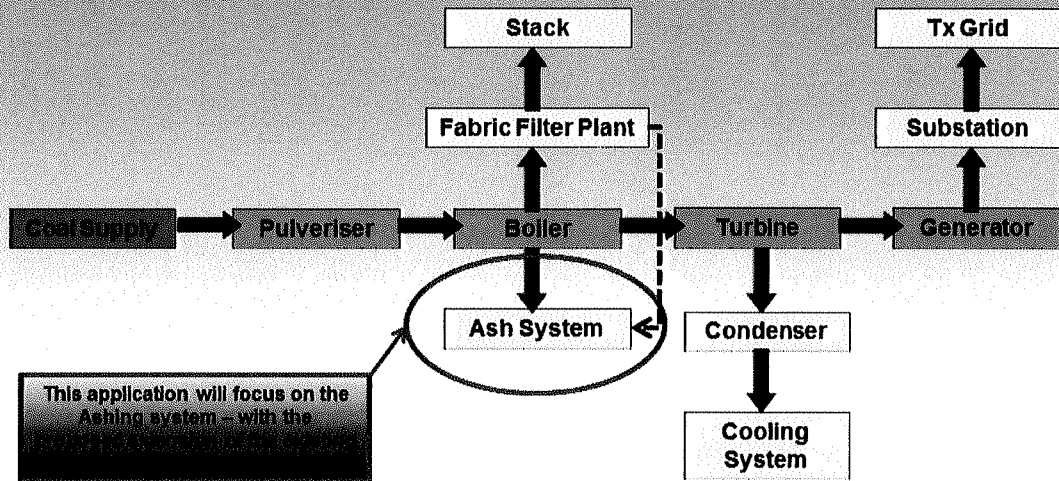 Stack
Tx Grid
Fabric Filter Plant
Substation
Coal Supply
Pulveriser
Boiler
Turbine
Generator
Ash System
Condenser
This application will focus on the
Ashing system – with the
Cooling
System